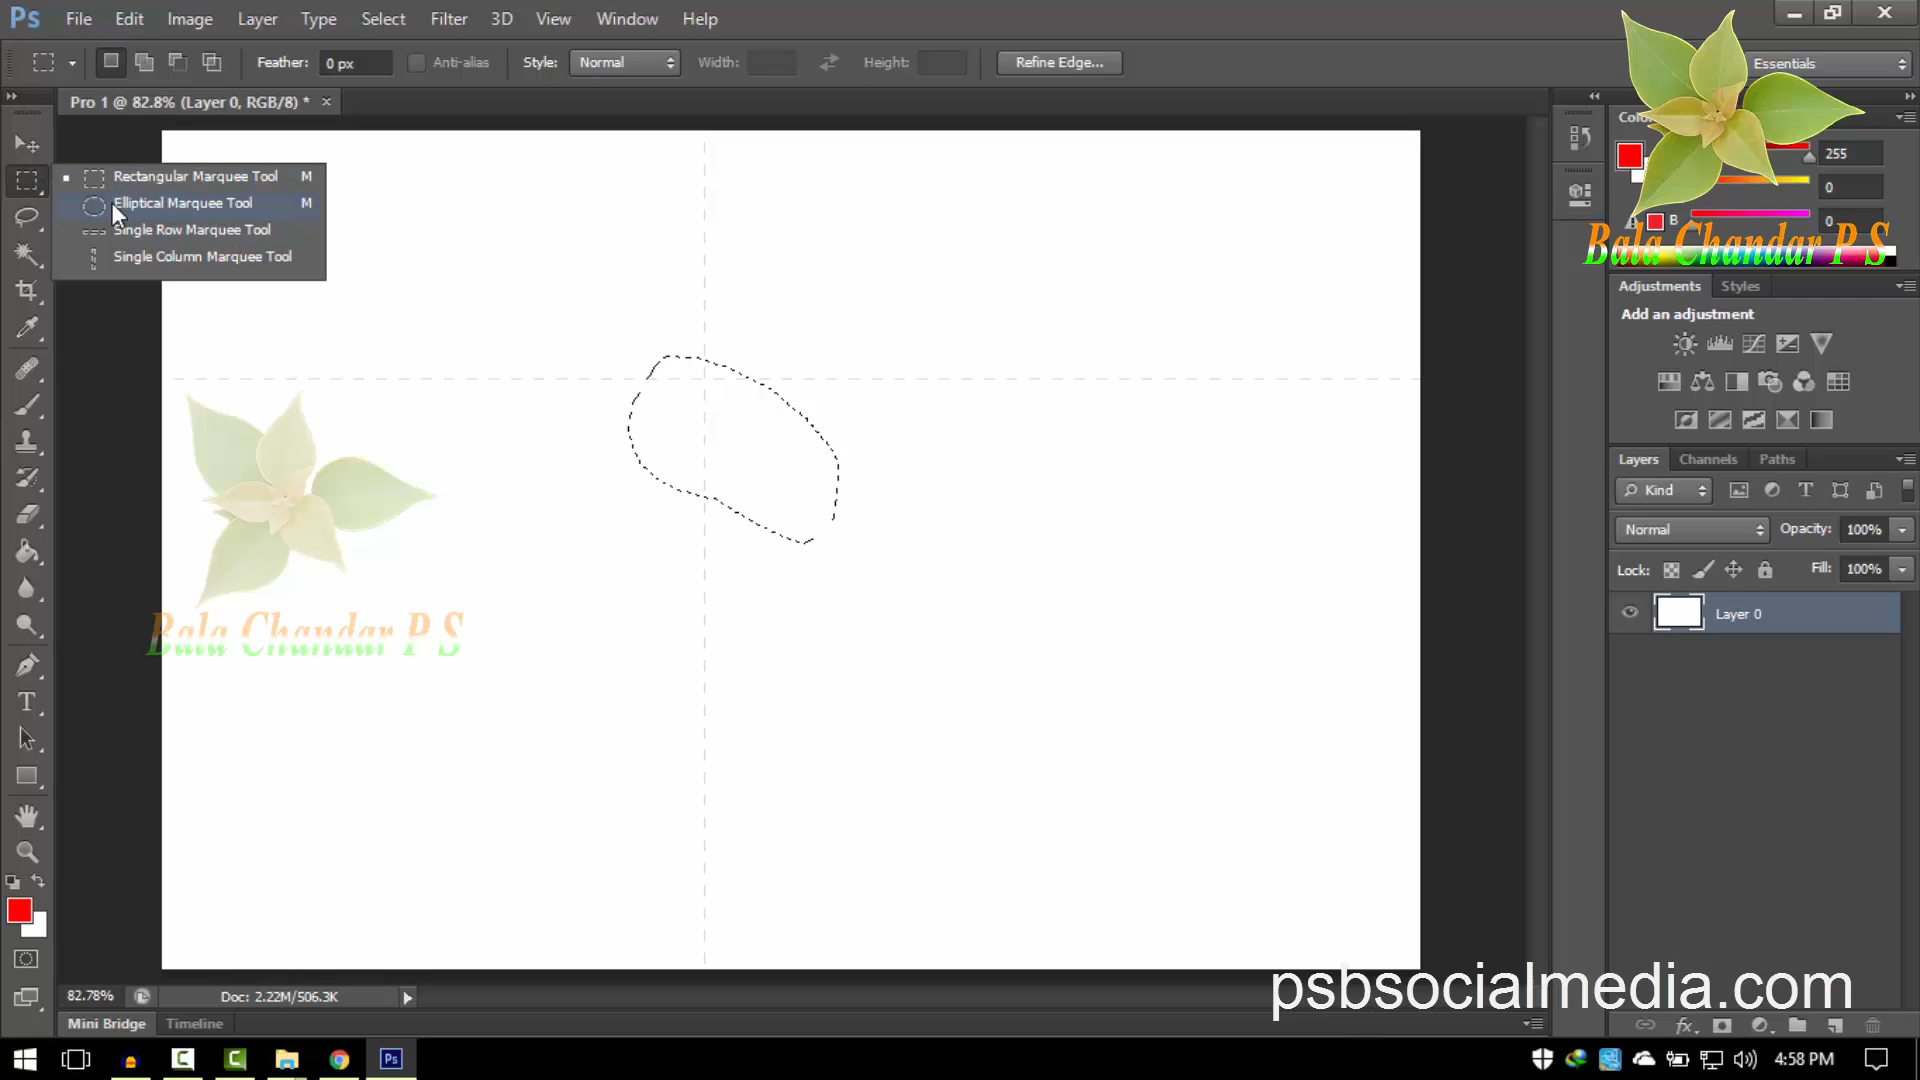 Ps File Edit Image Layer Type Select Filter 3D View Window Help
Feather: 0 px Anti-alias Style: Normal Width: Height: Refine Edge... Essentials
Pro 1 @ 82.8% (Layer 0, RGB/8) *
Rectangular Marquee Tool M
Elliptical Marquee Tool M
Single Row Marquee Tool
Single Column Marquee Tool
255
0
B 0
Bala Chandar P S
Adjustments Styles
Add an adjustment
Layers Channels Paths
Kind
Normal Opacity: 100%
Lock: Fill: 100%
Layer 0
Bala Chandar P S
82.78% Doc: 2.22M/506.3K
psbsocialmedia.com
Mini Bridge Timeline
Ps 4:58 PM